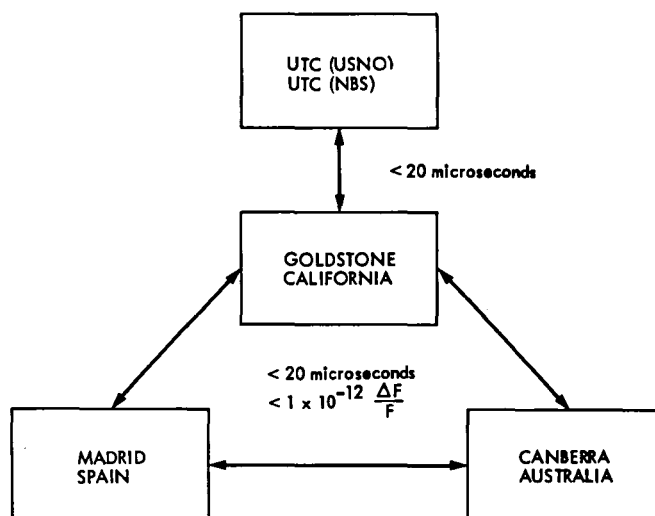 UTC (USNO)
UTC (NBS)
< 20 microseconds
GOLDSTONE
CALIFORNIA
< 20 microseconds
< 1 x 10⁻¹² ΔF/F
MADRID
SPAIN
CANBERRA
AUSTRALIA